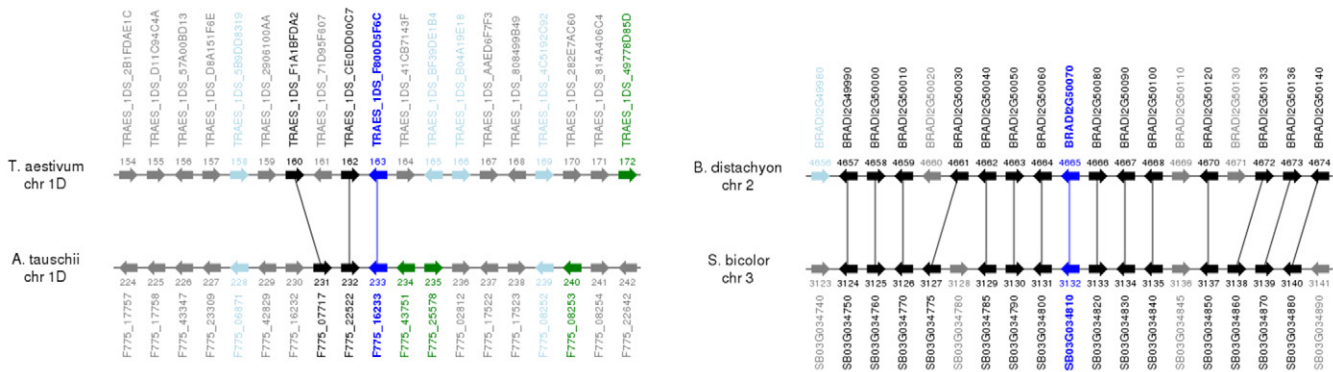 TRAES_1DS_2B1FDAE1C
TRAES_1DS_D11C94C4A
TRAES_1DS_57A00BD13
TRAES_1DS_D8A151F6E
TRAES_1DS_5B9DD8319
TRAES_1DS_2906100AA
TRAES_1DS_F1A1BFDA2
TRAES_1DS_71D95F607
TRAES_1DS_CE0DD00C7
TRAES_1DS_F800D5F6C
TRAES_1DS_41CB7143F
TRAES_1DS_BF39DE1B4
TRAES_1DS_B04A19E18
TRAES_1DS_AAED6F7F3
TRAES_1DS_808499B49
TRAES_1DS_4C5192C92
TRAES_1DS_282E7AC60
TRAES_1DS_814A406C4
TRAES_1DS_49778D85D
T. aestivum
chr 1D
154 155 156 157 158 159 160 161 162 163 164 165 166 167 168 169 170 171 172
A. tauschii
chr 1D
224 225 226 227 228 229 230 231 232 233 234 235 236 237 238 239 240 241 242
F775_17757
F775_17758
F775_43347
F775_23309
F775_06871
F775_42829
F775_16232
F775_07717
F775_22522
F775_16233
F775_43751
F775_25578
F775_02812
F775_17522
F775_17523
F775_08252
F775_08253
F775_08254
F775_22642
BRADI2G49980
BRADI2G49990
BRADI2G50000
BRADI2G50010
BRADI2G50020
BRADI2G50030
BRADI2G50040
BRADI2G50050
BRADI2G50060
BRADI2G50070
BRADI2G50080
BRADI2G50090
BRADI2G50100
BRADI2G50110
BRADI2G50120
BRADI2G50130
BRADI2G50133
BRADI2G50136
BRADI2G50140
B. distachyon
chr 2
4656 4657 4658 4659 4660 4661 4662 4663 4664 4665 4666 4667 4668 4669 4670 4671 4672 4673 4674
S. bicolor
chr 3
3123 3124 3125 3126 3127 3128 3129 3130 3131 3132 3133 3134 3135 3136 3137 3138 3139 3140 3141
SB03G034740
SB03G034750
SB03G034760
SB03G034770
SB03G034775
SB03G034780
SB03G034785
SB03G034790
SB03G034800
SB03G034810
SB03G034820
SB03G034830
SB03G034840
SB03G034845
SB03G034850
SB03G034860
SB03G034870
SB03G034880
SB03G034890